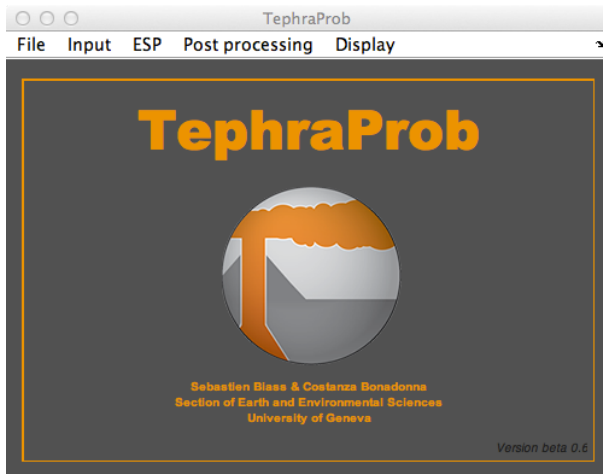 TephraProb
File Input ESP Post processing Display
TephraProb
Sebastien Biass & Costanza Bonadonna
Section of Earth and Environmental Sciences
University of Geneva
Version beta 0.6